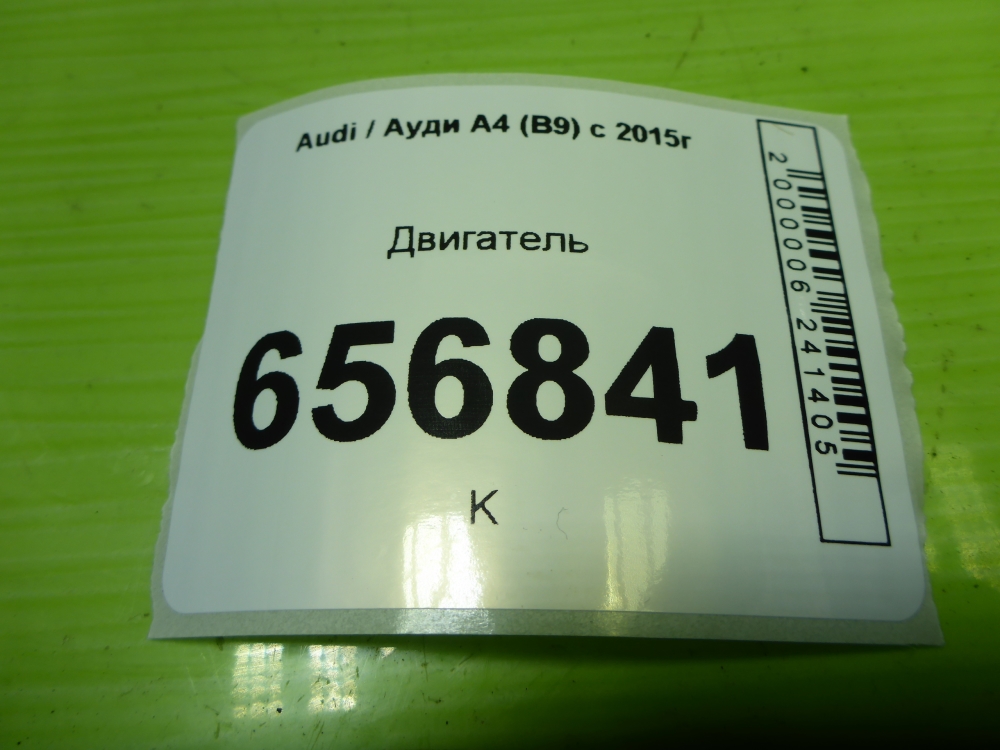 Audi / Ауди А4 (B9) с 2015г
Двигатель
656841
К
2000006241405